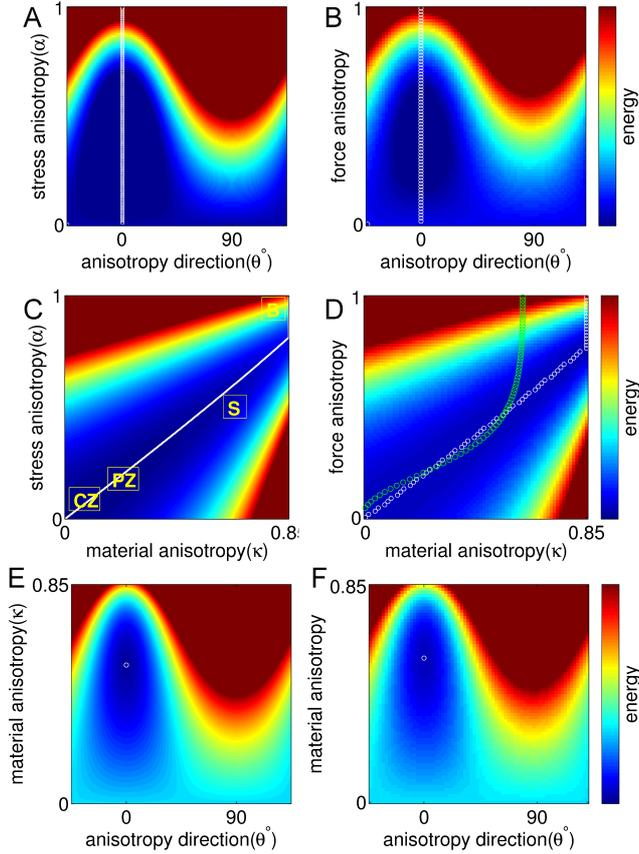 A
B
1
1
stress anisotropy(α)
force anisotropy
energy
0
0
0
90
0
90
anisotropy direction(θ°)
anisotropy direction(θ°)
C
D
1
1
B
S
PZ
CZ
stress anisotropy(α)
force anisotropy
energy
0
0
0
0.8
0
0.85
material anisotropy(κ)
material anisotropy(κ)
E
F
0.85
0.85
material anisotropy(κ)
material anisotropy
energy
0
0
0
90
0
90
anisotropy direction(θ°)
anisotropy direction(θ°)